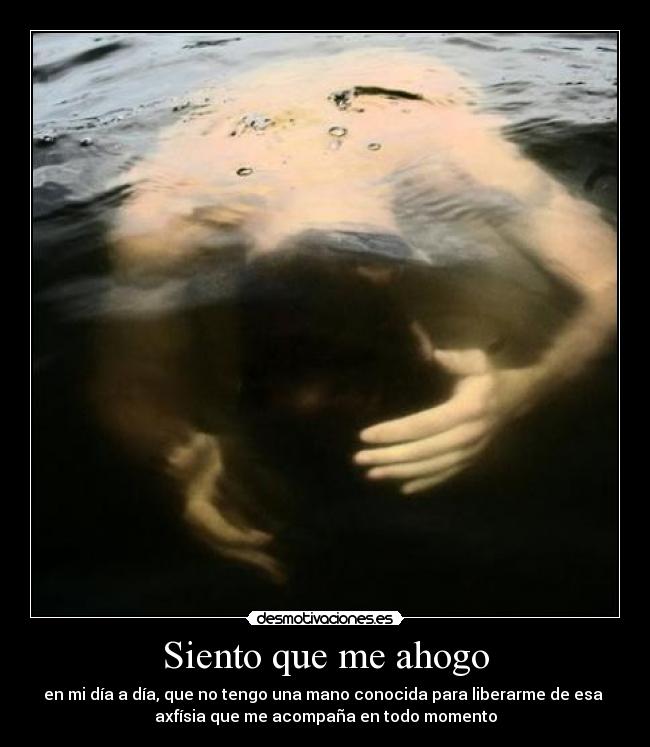 desmotivaciones.es
Siento que me ahogo
en mi día a día, que no tengo una mano conocida para liberarme de esa
axfísia que me acompaña en todo momento